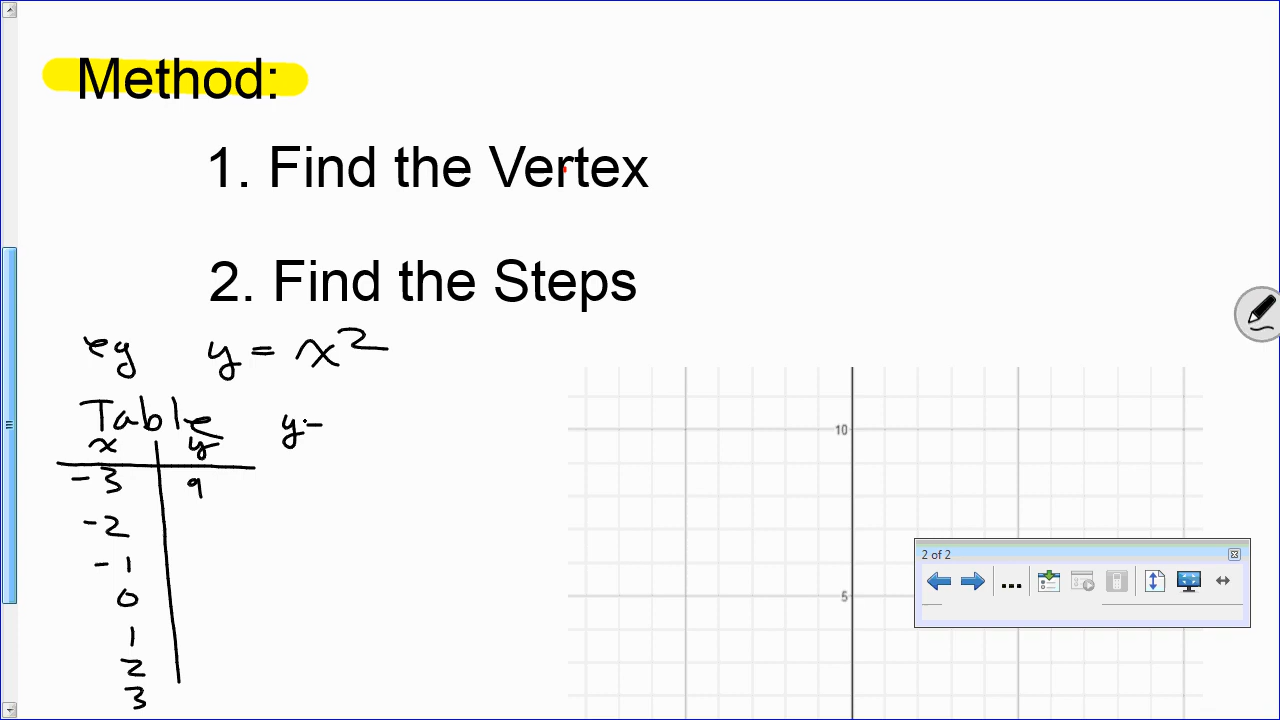 Method:
1. Find the Vertex
2. Find the Steps
eg y = x²
Table y=
x y
-3 9
-2
-1
0
1
2
3
10
5
2 of 2